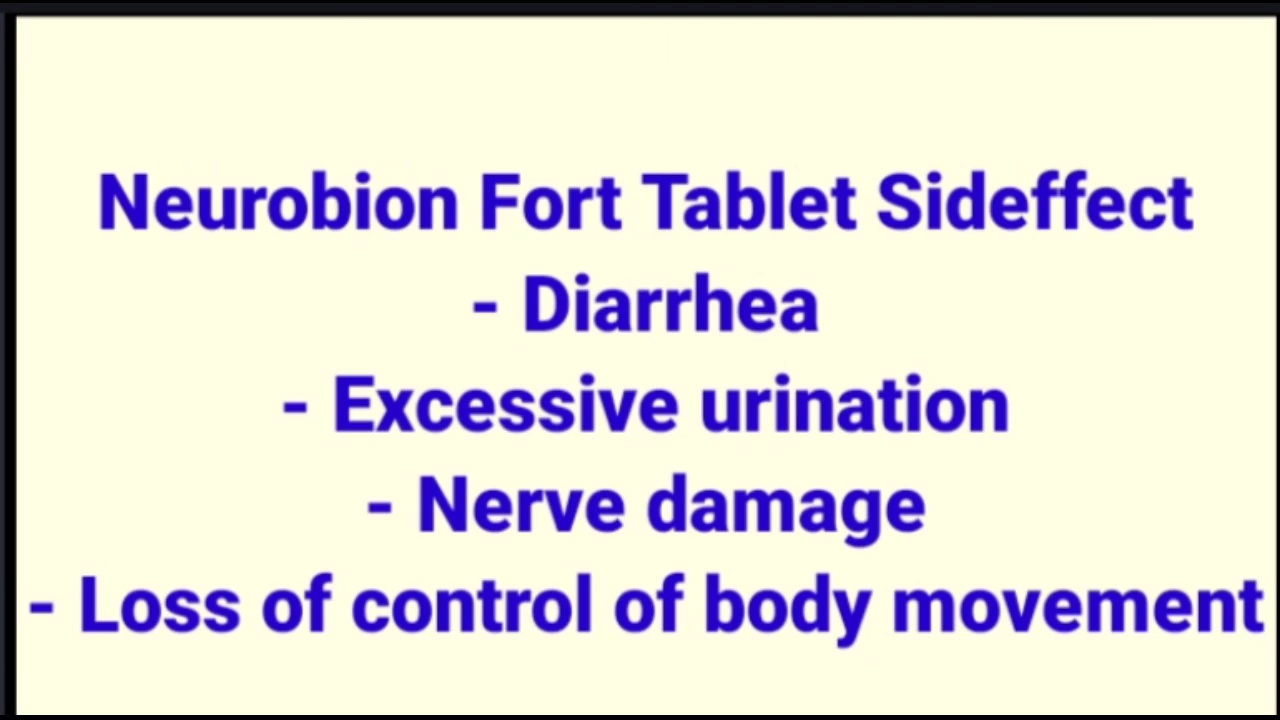 Neurobion Fort Tablet Sideffect
- Diarrhea
- Excessive urination
- Nerve damage
- Loss of control of body movement